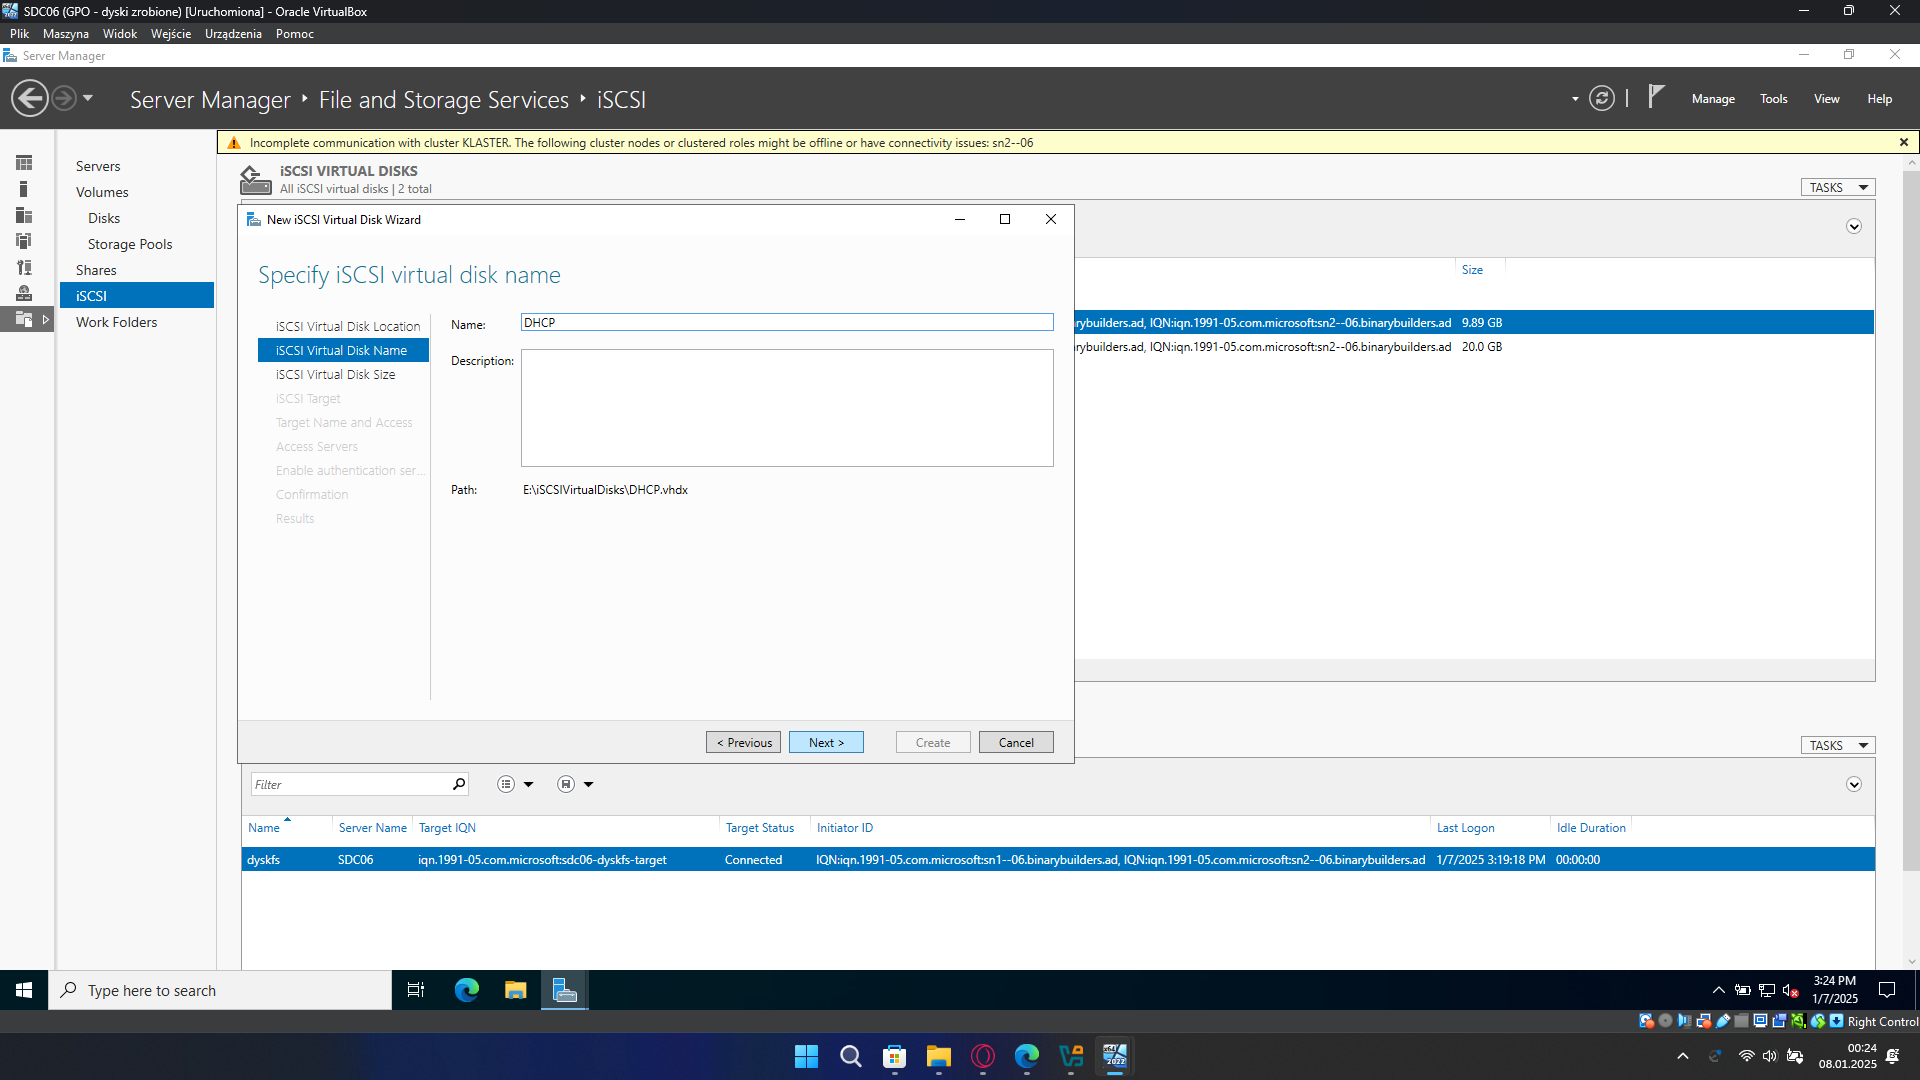 SDC06 (GPO - dyski zrobione) [Uruchomiona] - Oracle VirtualBox
Plik Maszyna Widok Wejście Urządzenia Pomoc
Server Manager
Server Manager File and Storage Services iSCSI
Manage Tools View Help
Incomplete communication with cluster KLASTER. The following cluster nodes or clustered roles might be offline or have connectivity issues: sn2--06
Servers
Volumes
Disks
Storage Pools
Shares
iSCSI
Work Folders
iSCSI VIRTUAL DISKS
All iSCSI virtual disks | 2 total
TASKS
New iSCSI Virtual Disk Wizard
Specify iSCSI virtual disk name
iSCSI Virtual Disk Location
iSCSI Virtual Disk Name
iSCSI Virtual Disk Size
iSCSI Target
Target Name and Access
Access Servers
Enable authentication ser...
Confirmation
Results
Name: DHCP
Description:
Path: E:\iSCSIVirtualDisks\DHCP.vhdx
< Previous Next > Create Cancel
Size
rybuilders.ad, IQN:iqn.1991-05.com.microsoft:sn2--06.binarybuilders.ad 9.89 GB
rybuilders.ad, IQN:iqn.1991-05.com.microsoft:sn2--06.binarybuilders.ad 20.0 GB
TASKS
Filter
Name Server Name Target IQN Target Status Initiator ID Last Logon Idle Duration
dyskfs SDC06 iqn.1991-05.com.microsoft:sdc06-dyskfs-target Connected IQN:iqn.1991-05.com.microsoft:sn1--06.binarybuilders.ad, IQN:iqn.1991-05.com.microsoft:sn2--06.binarybuilders.ad 1/7/2025 3:19:18 PM 00:00:00
Type here to search
3:24 PM
1/7/2025
Right Control
00:24
08.01.2025